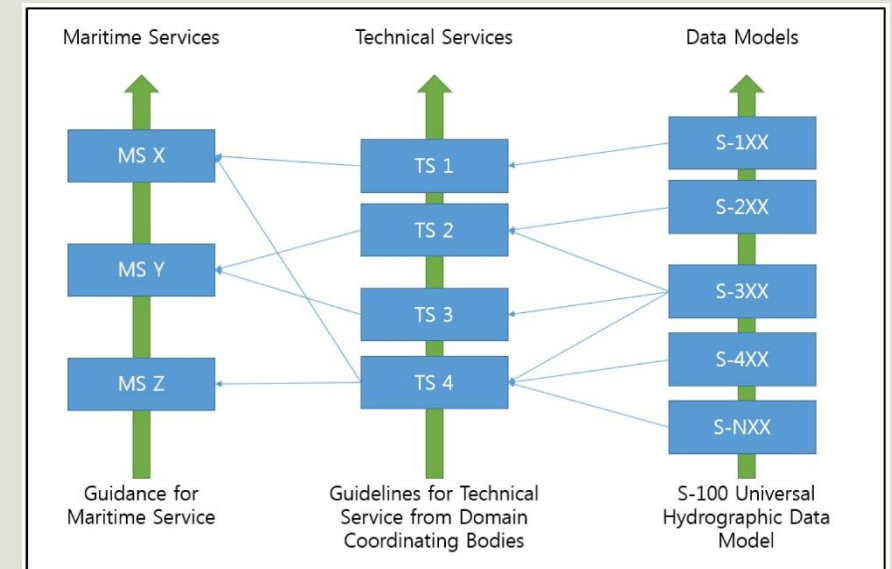 Maritime Services
Technical Services
Data Models
MS X
MS Y
MS Z
TS 1
TS 2
TS 3
TS 4
S-1XX
S-2XX
S-3XX
S-4XX
S-NXX
Guidance for
Maritime Service
Guidelines for Technical
Service from Domain
Coordinating Bodies
S-100 Universal
Hydrographic Data
Model